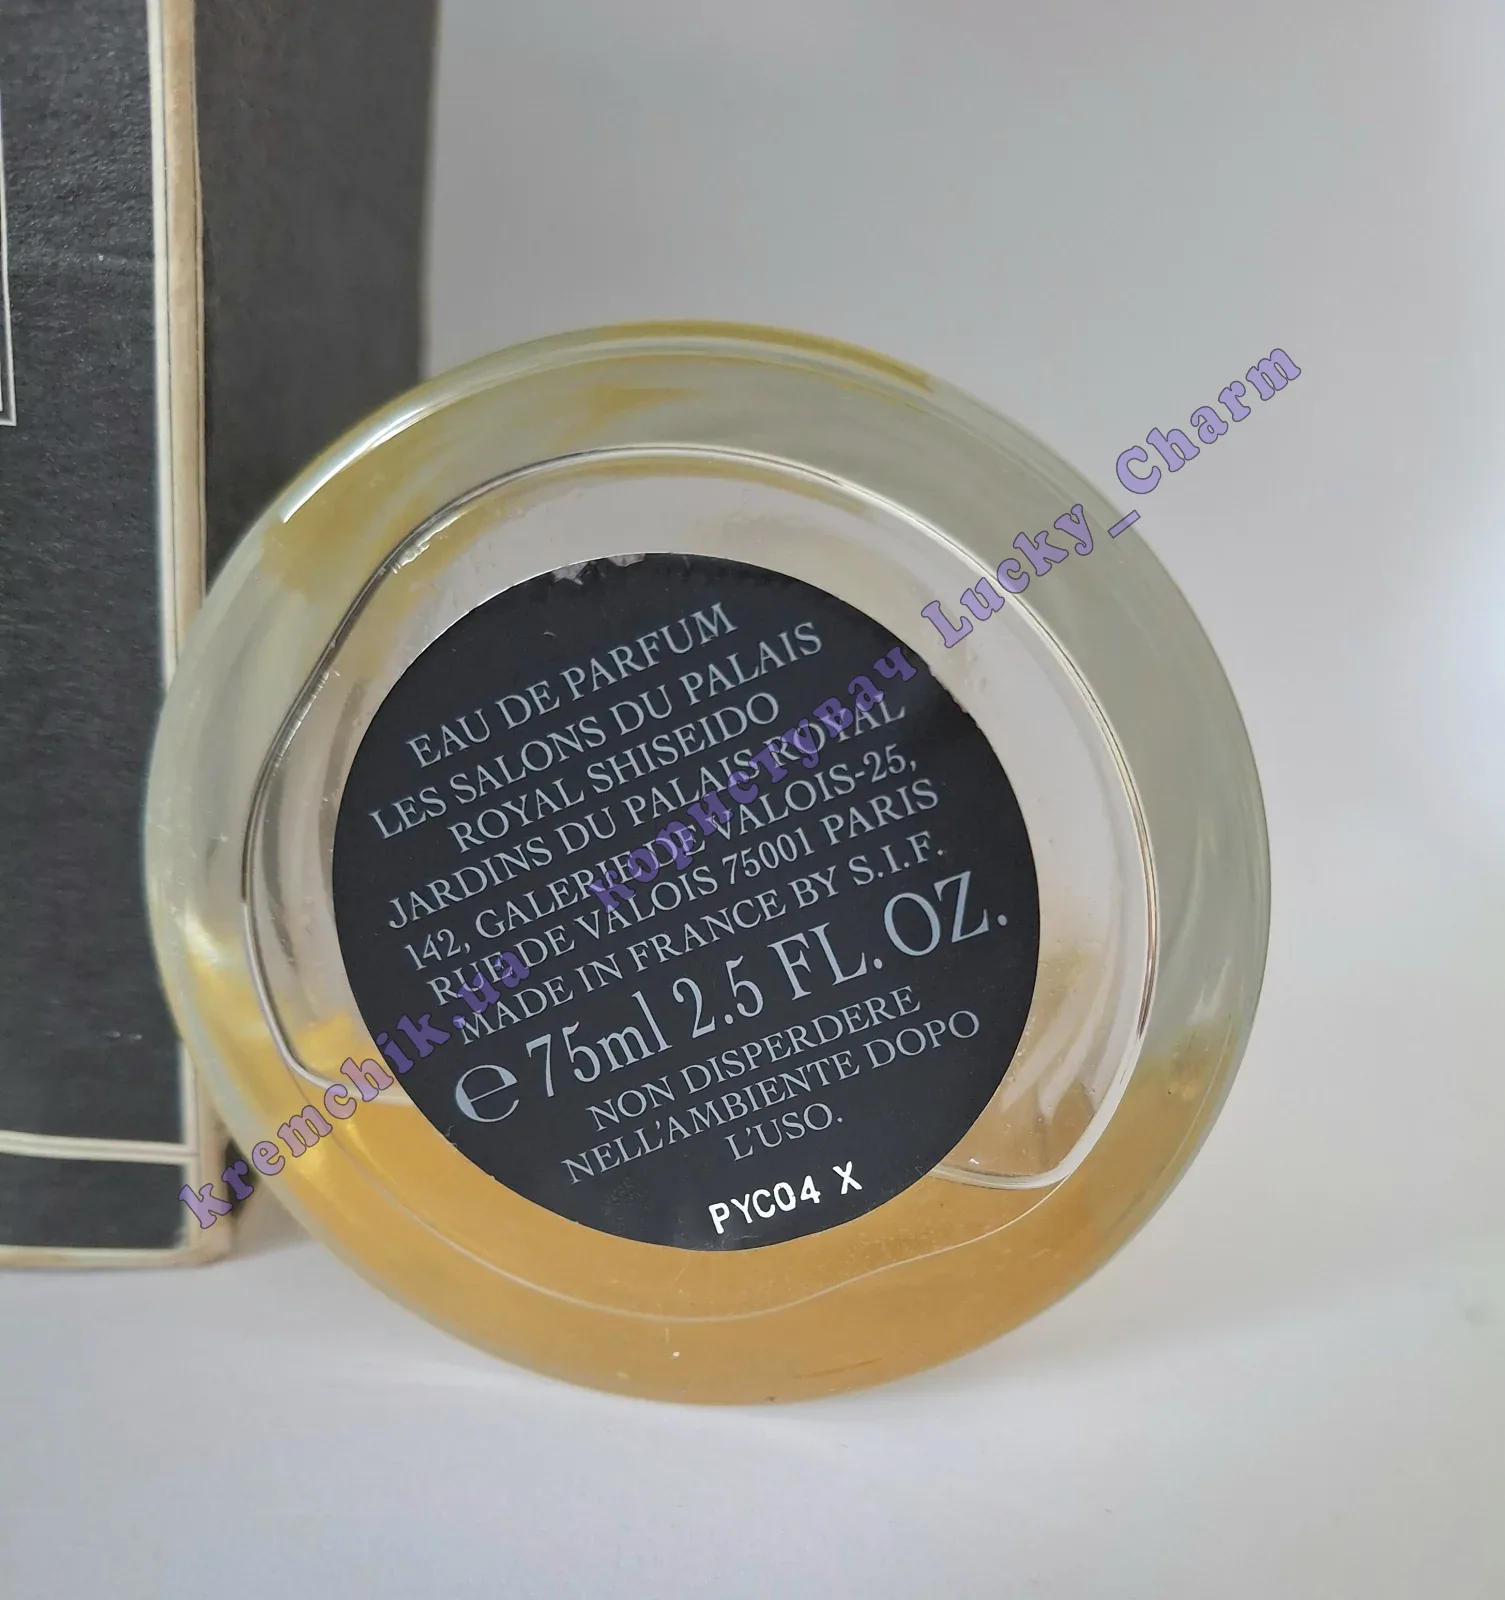 EAU DE PARFUM
LES SALONS DU PALAIS
ROYAL SHISEIDO
JARDINS DU PALAIS ROYAL
142, GALERIE DE VALOIS-25,
RUE DE VALOIS 75001 PARIS
MADE IN FRANCE BY S.I.F.
e 75ml 2.5 FL. OZ.
NON DISPERDERE
NELL'AMBIENTE DOPO
L'USO.
PYC04 X
kremchik.ua користувач Lucky_Charm